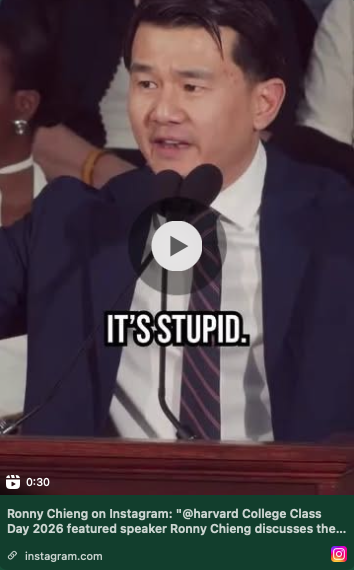 IT'S STUPID.
0:30
Ronny Chieng on Instagram: "@harvard College Class
Day 2026 featured speaker Ronny Chieng discusses the...
instagram.com